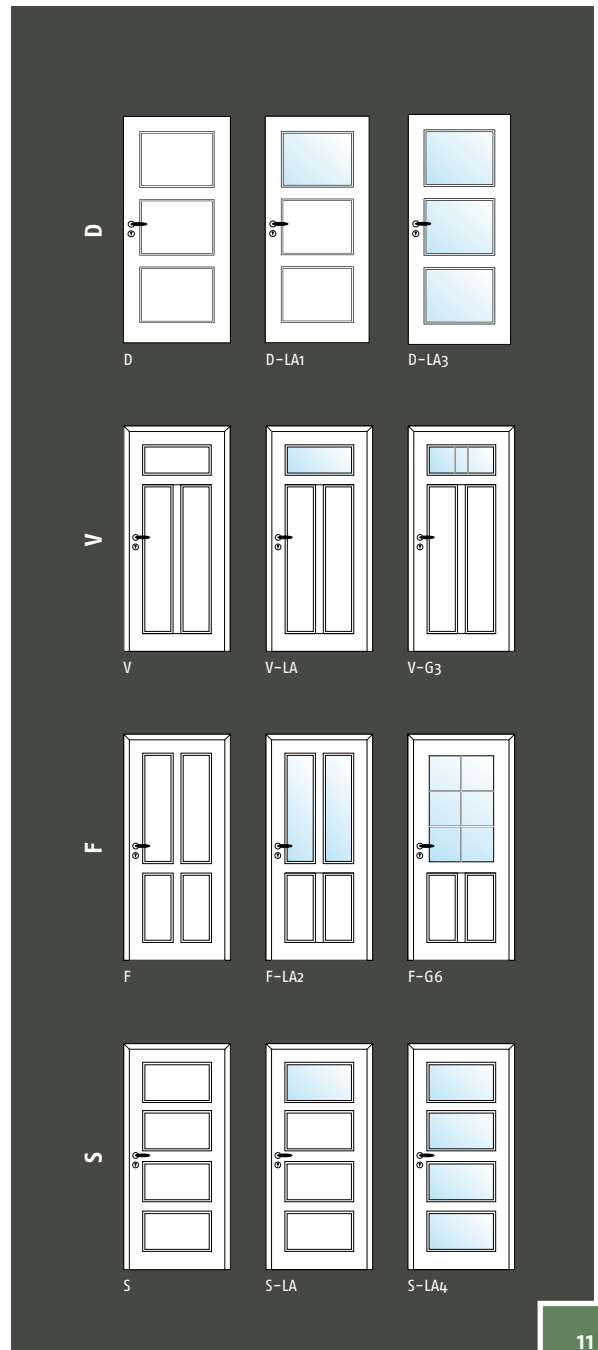 D
D D-LA1 D-LA3
V
V V-LA V-G3
F
F F-LA2 F-G6
S
S S-LA S-LA4
11